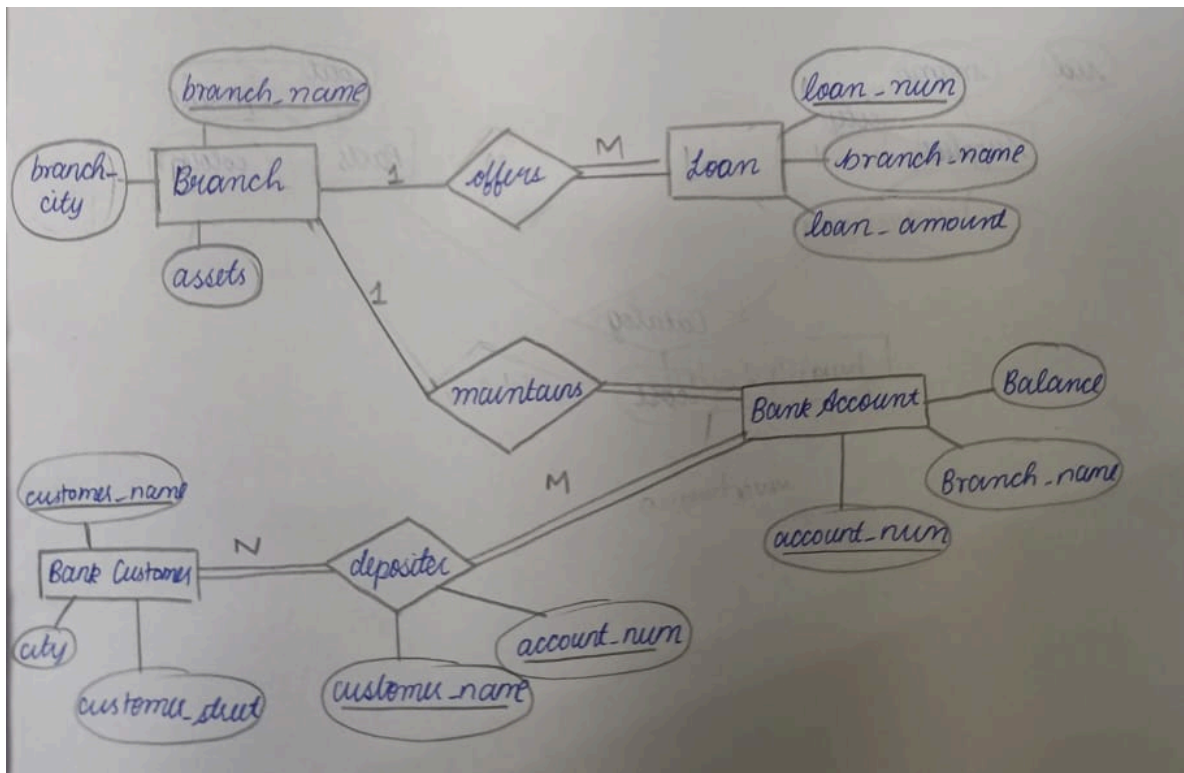 branch_name
branch_
city
Branch
assets
1
offers
M
Loan
loan_num
branch_name
loan_amount
1
maintains
Bank Account
Balance
Branch_name
account_num
M
customer_name
Bank Customer
N
depositer
city
customer_street
customer_name
account_num